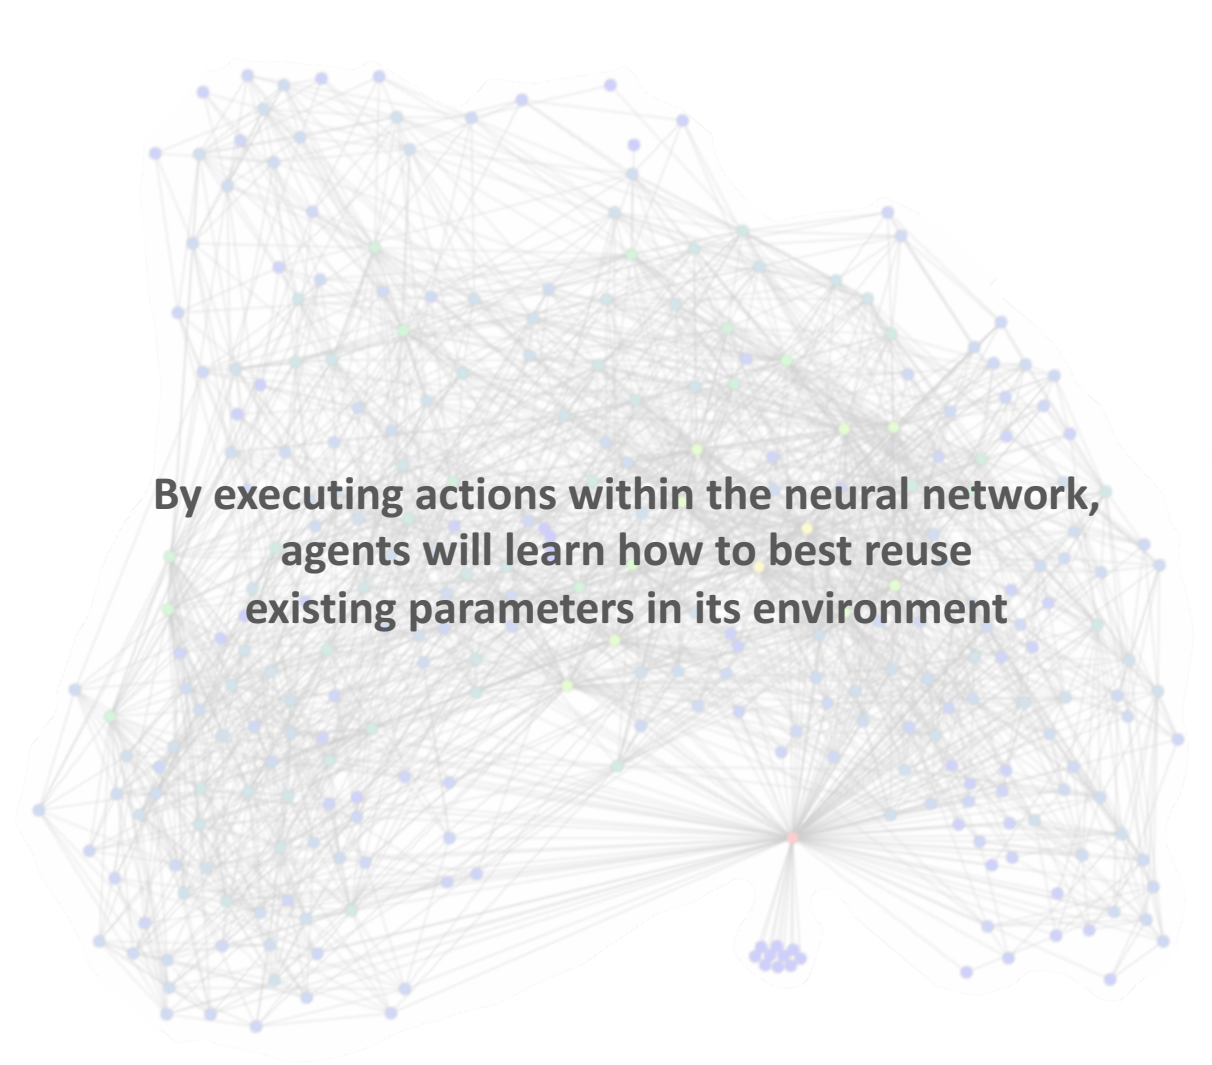 By executing actions within the neural network,
agents will learn how to best reuse
existing parameters in its environment